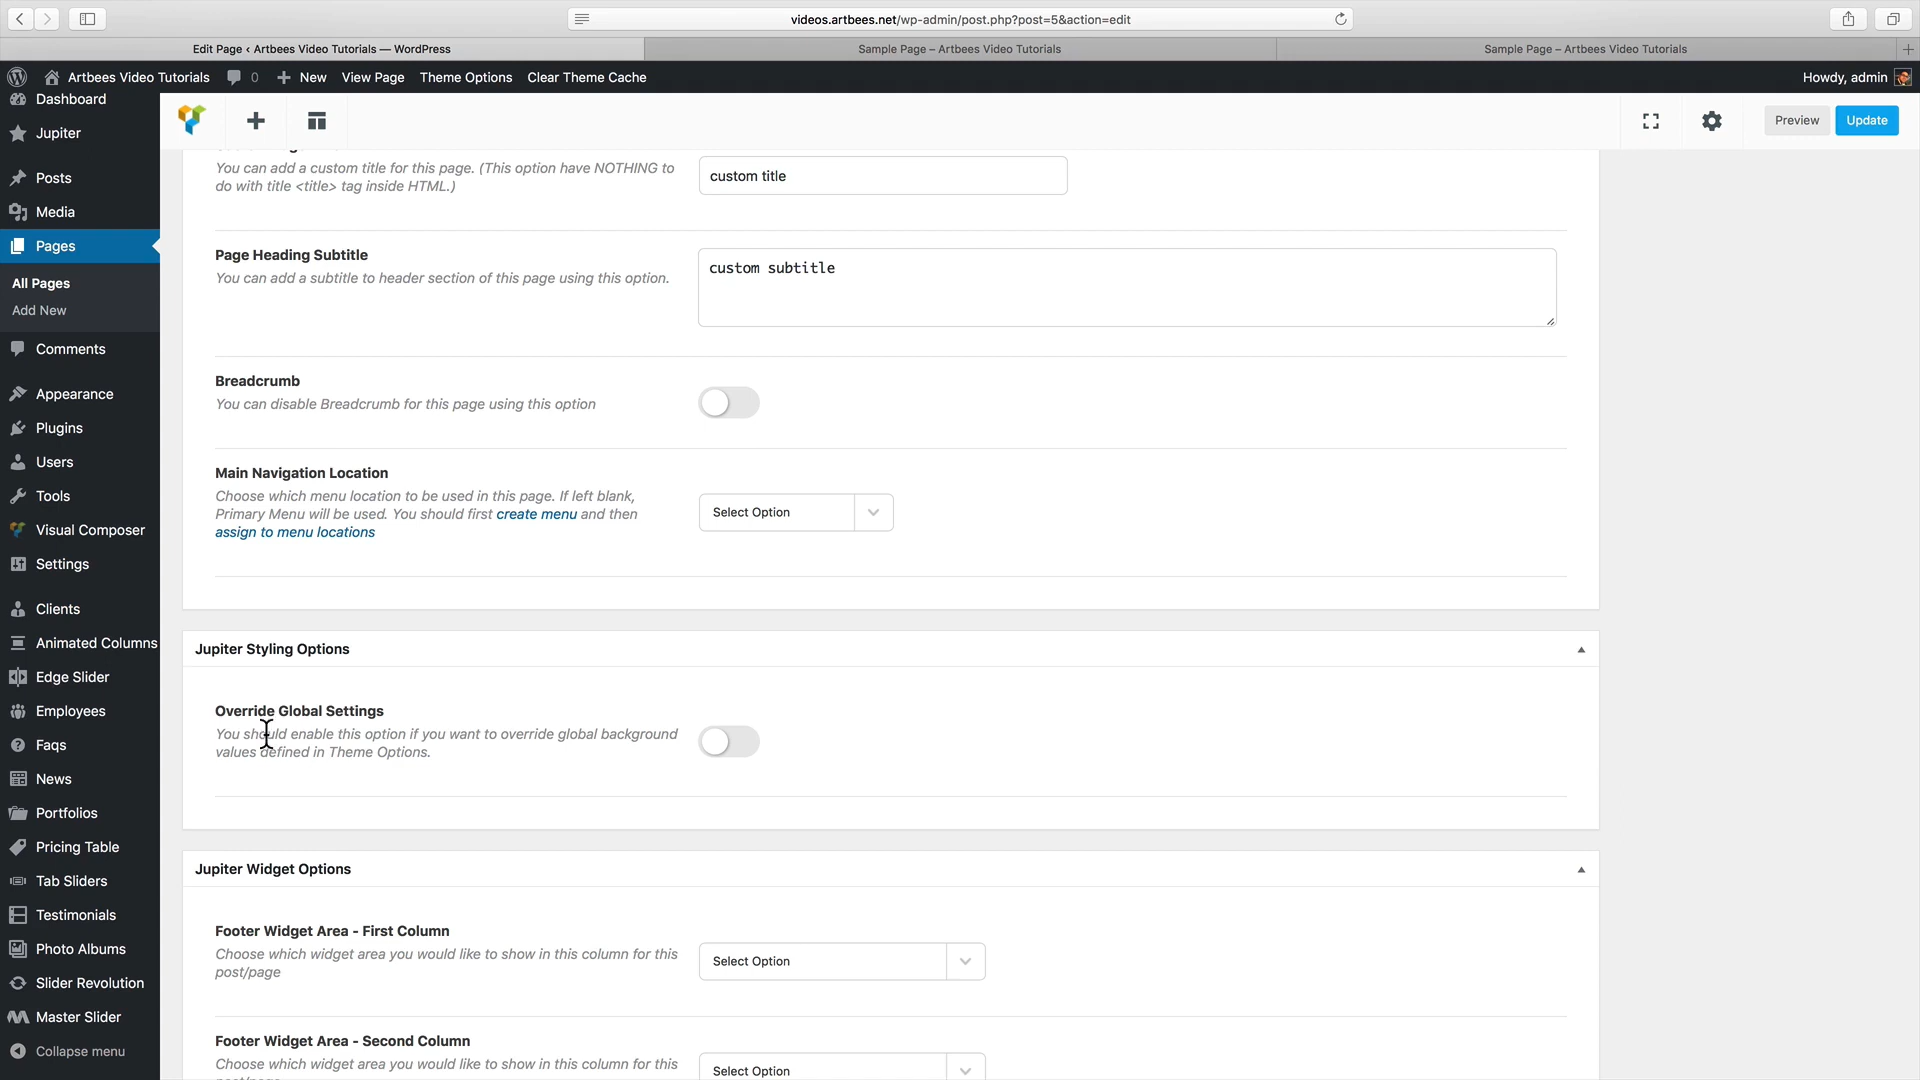 videos.artbees.net/wp-admin/post.php?post=5&action=edit
Edit Page ‹ Artbees Video Tutorials — WordPress
Sample Page – Artbees Video Tutorials
Sample Page – Artbees Video Tutorials
Artbees Video Tutorials
0
New
View Page
Theme Options
Clear Theme Cache
Howdy, admin
Dashboard
Jupiter
Posts
Media
Pages
All Pages
Add New
Comments
Appearance
Plugins
Users
Tools
Visual Composer
Settings
Clients
Animated Columns
Edge Slider
Employees
Faqs
News
Portfolios
Pricing Table
Tab Sliders
Testimonials
Photo Albums
Slider Revolution
Master Slider
Collapse menu
Preview
Update
You can add a custom title for this page. (This option have NOTHING to
do with title <title> tag inside HTML.)
custom title
Page Heading Subtitle
You can add a subtitle to header section of this page using this option.
custom subtitle
Breadcrumb
You can disable Breadcrumb for this page using this option
Main Navigation Location
Choose which menu location to be used in this page. If left blank,
Primary Menu will be used. You should first create menu and then
assign to menu locations
Select Option
Jupiter Styling Options
Override Global Settings
You should enable this option if you want to override global background
values defined in Theme Options.
Jupiter Widget Options
Footer Widget Area - First Column
Choose which widget area you would like to show in this column for this
post/page
Select Option
Footer Widget Area - Second Column
Choose which widget area you would like to show in this column for this
Select Option